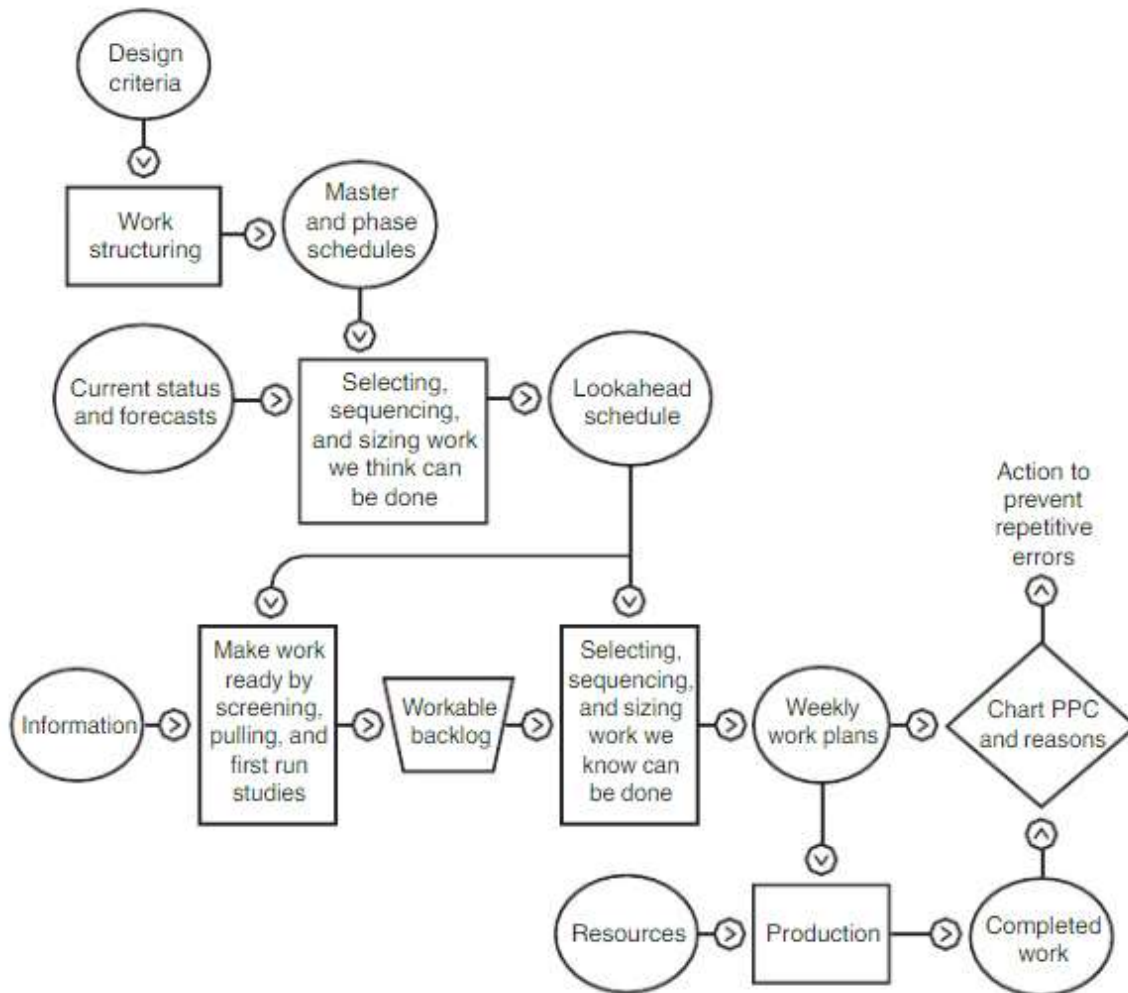 Design
criteria
Work
structuring
Master
and phase
schedules
Current status
and forecasts
Selecting,
sequencing,
and sizing work
we think can
be done
Lookahead
schedule
Action to
prevent
repetitive
errors
Information
Make work
ready by
screening,
pulling, and
first run
studies
Workable
backlog
Selecting,
sequencing,
and sizing
work we
know can
be done
Weekly
work plans
Chart PPC
and reasons
Resources
Production
Completed
work